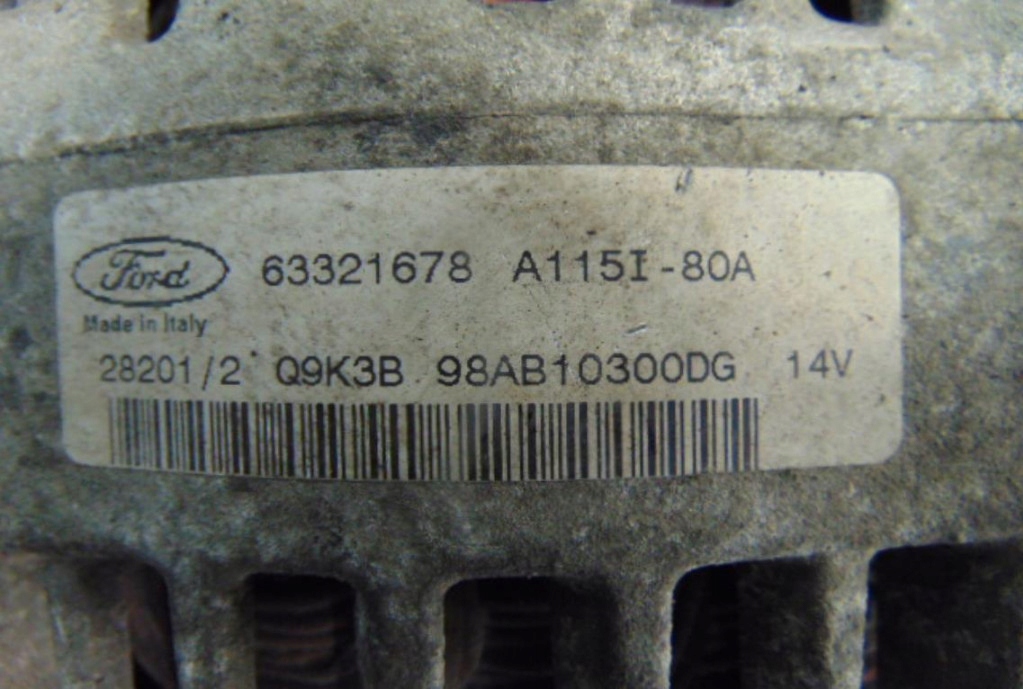 Ford 63321678 A115I-80A
Made in Italy
28201/2 Q9K3B 98AB10300DG 14V